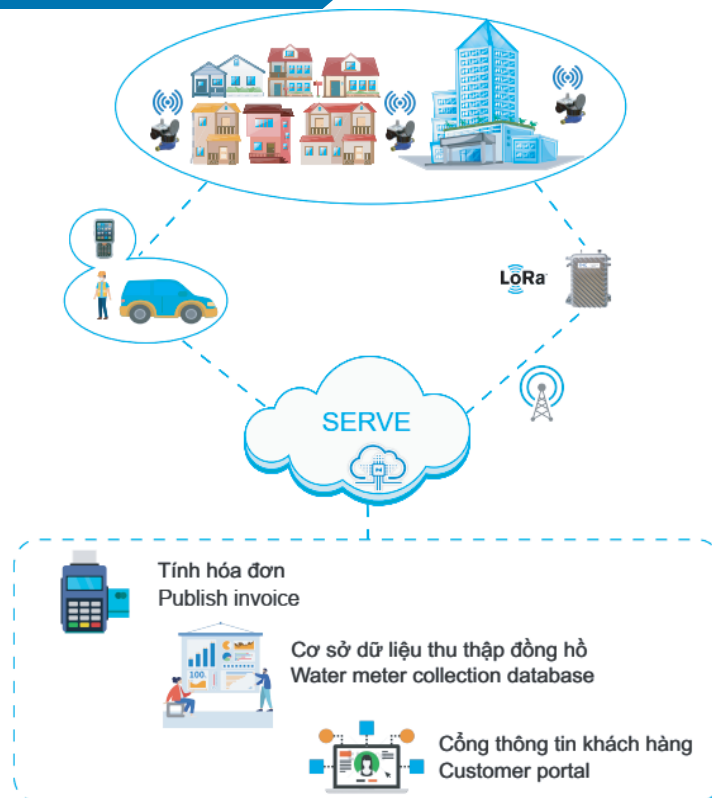 LoRa
SERVE
Tính hóa đơn
Publish invoice
100.
Cơ sở dữ liệu thu thập đồng hồ
Water meter collection database
Cổng thông tin khách hàng
Customer portal